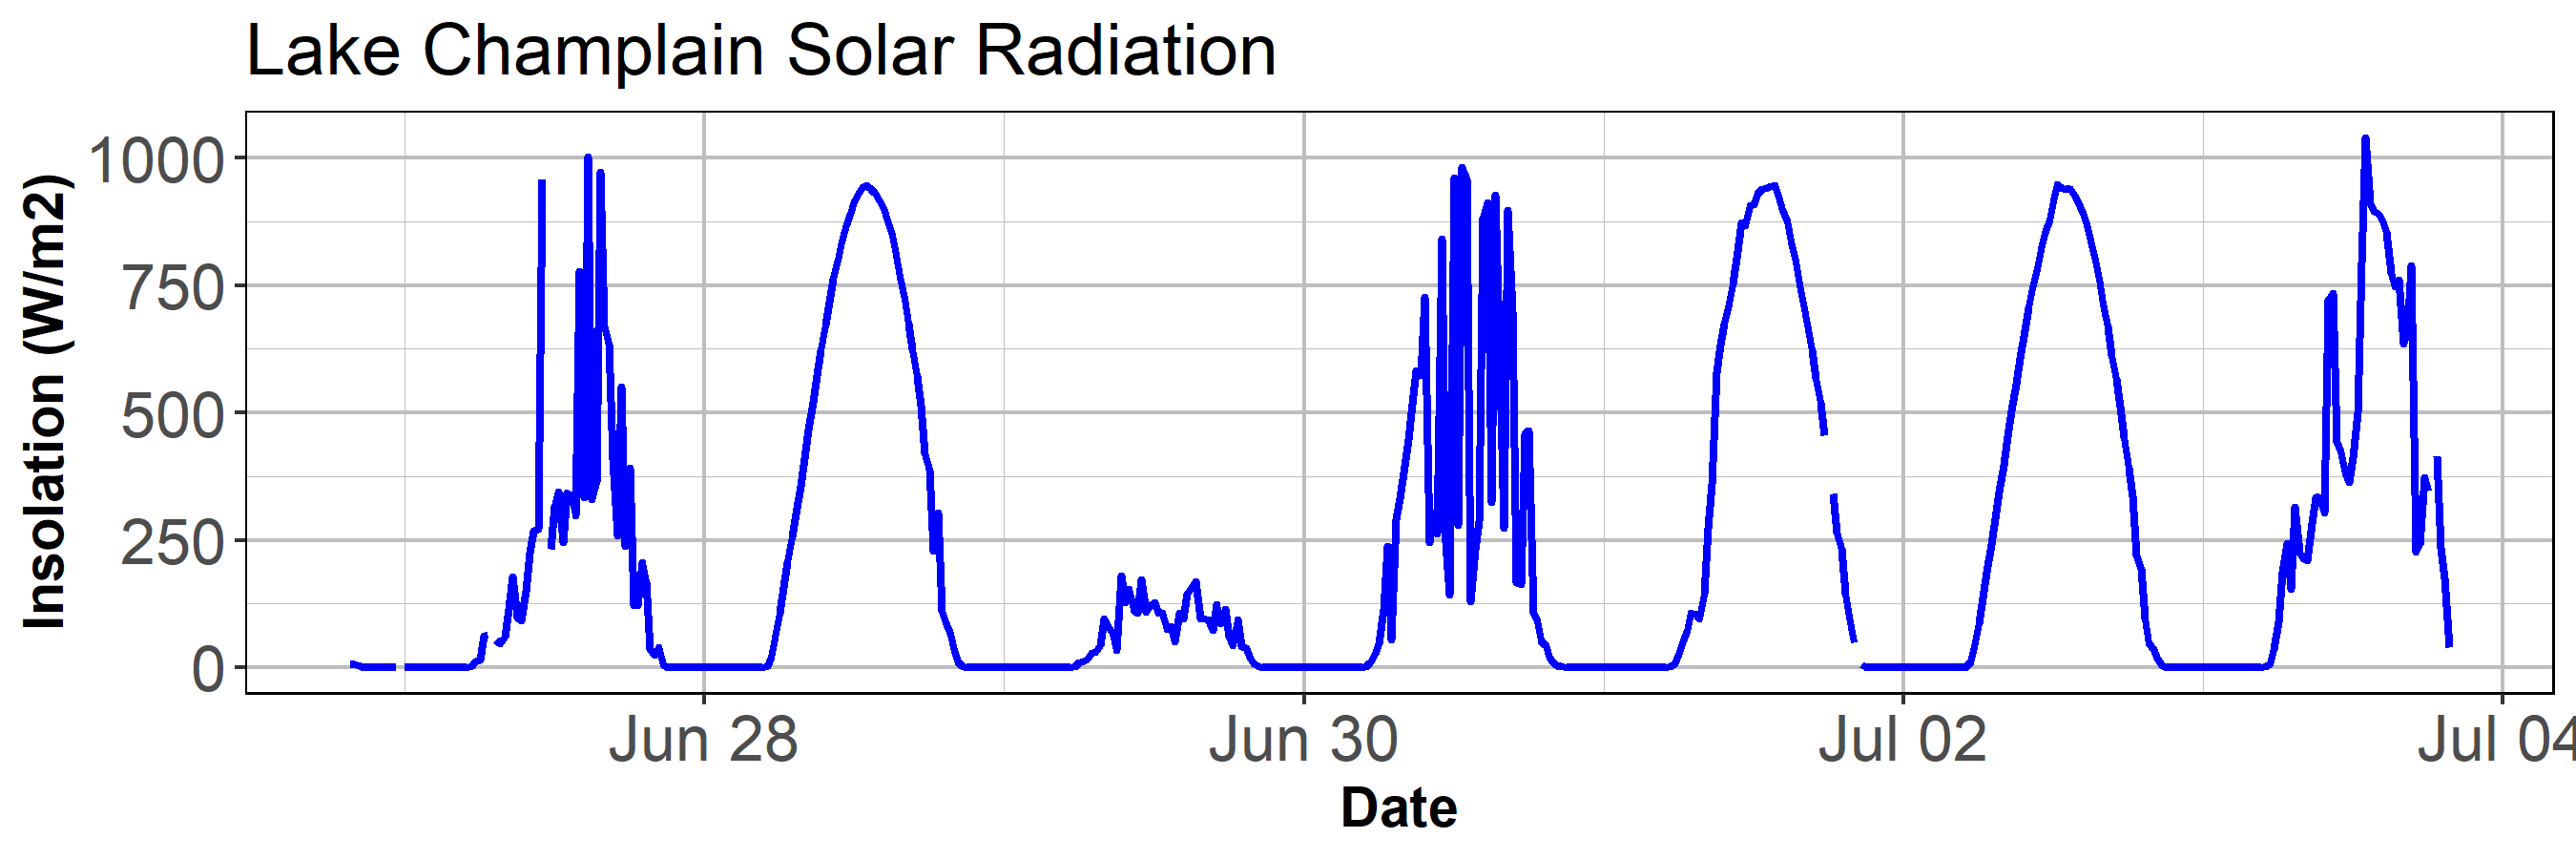 Lake Champlain Solar Radiation
Insolation (W/m2)
1000
750
500
250
0
Jun 28
Jun 30
Jul 02
Jul 04
Date